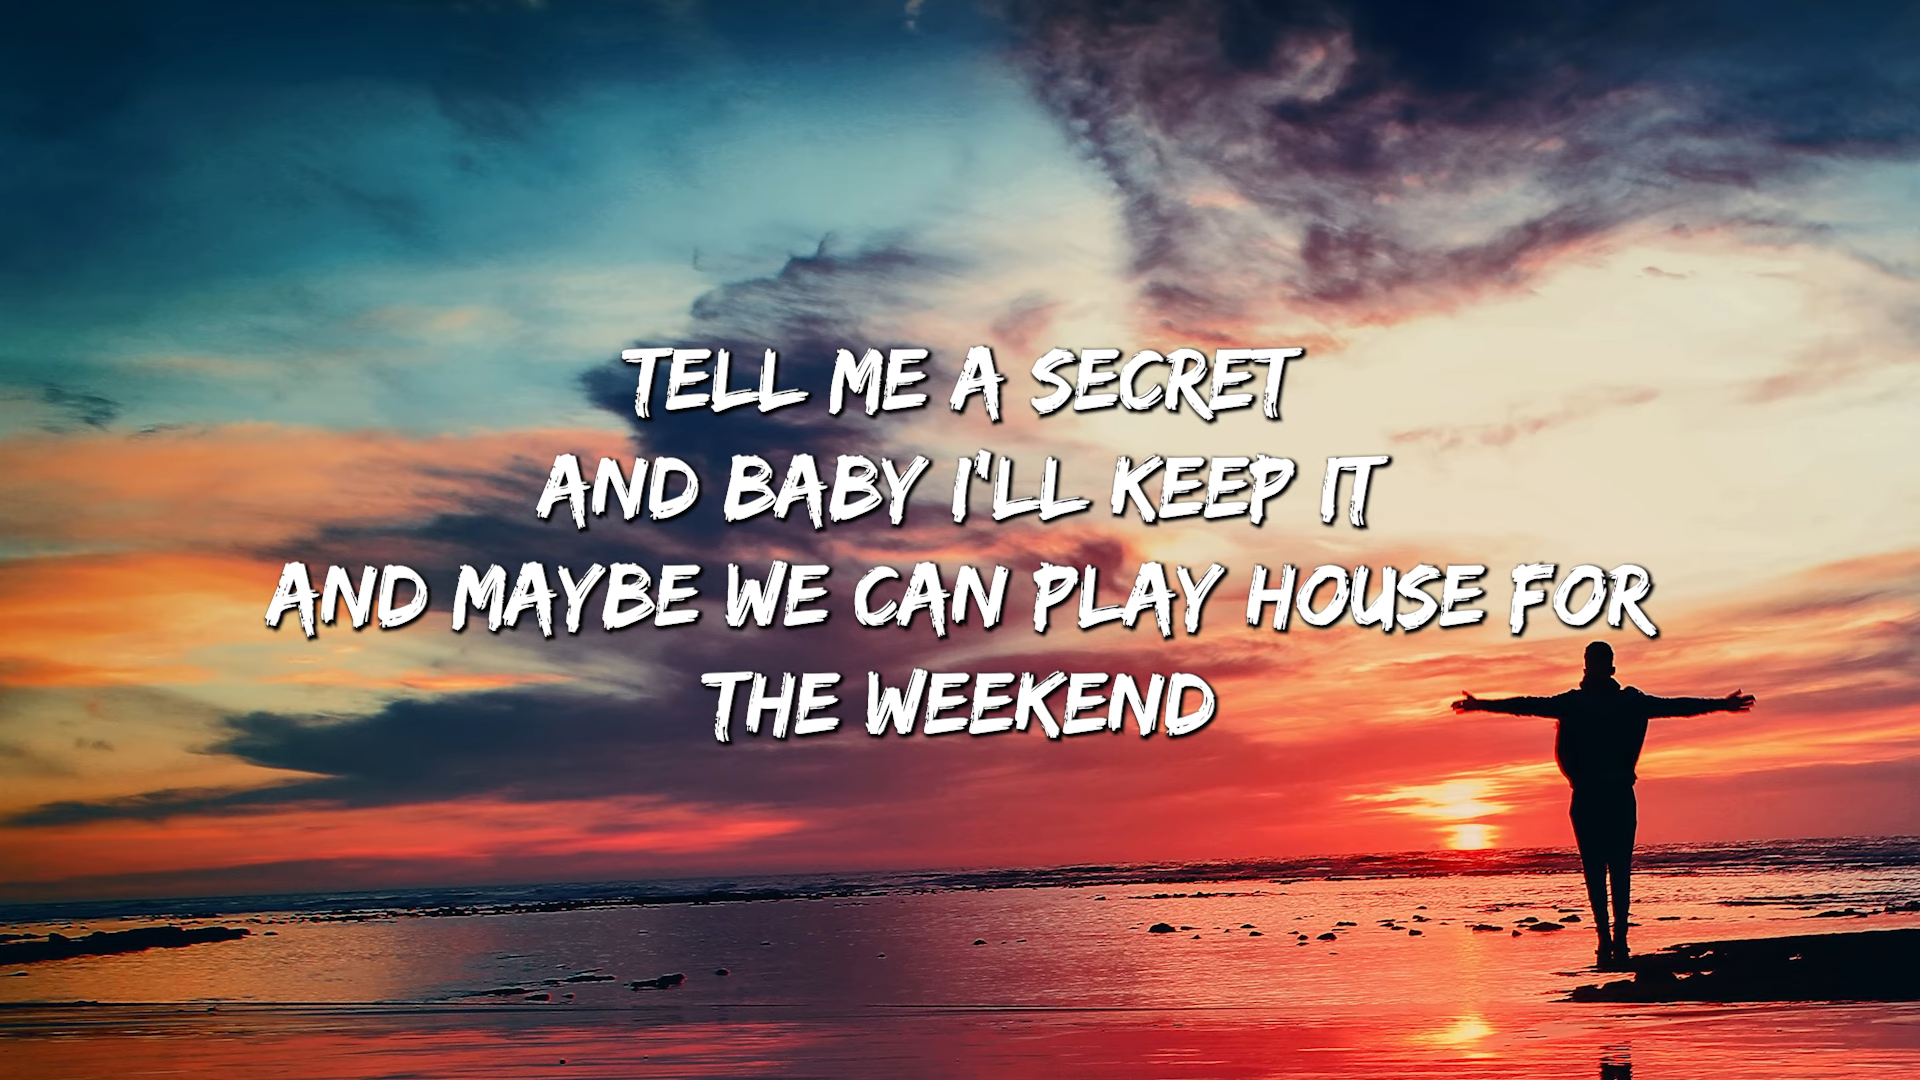 TELL ME A SECRET
AND BABY I'LL KEEP IT
AND MAYBE WE CAN PLAY HOUSE FOR
THE WEEKEND